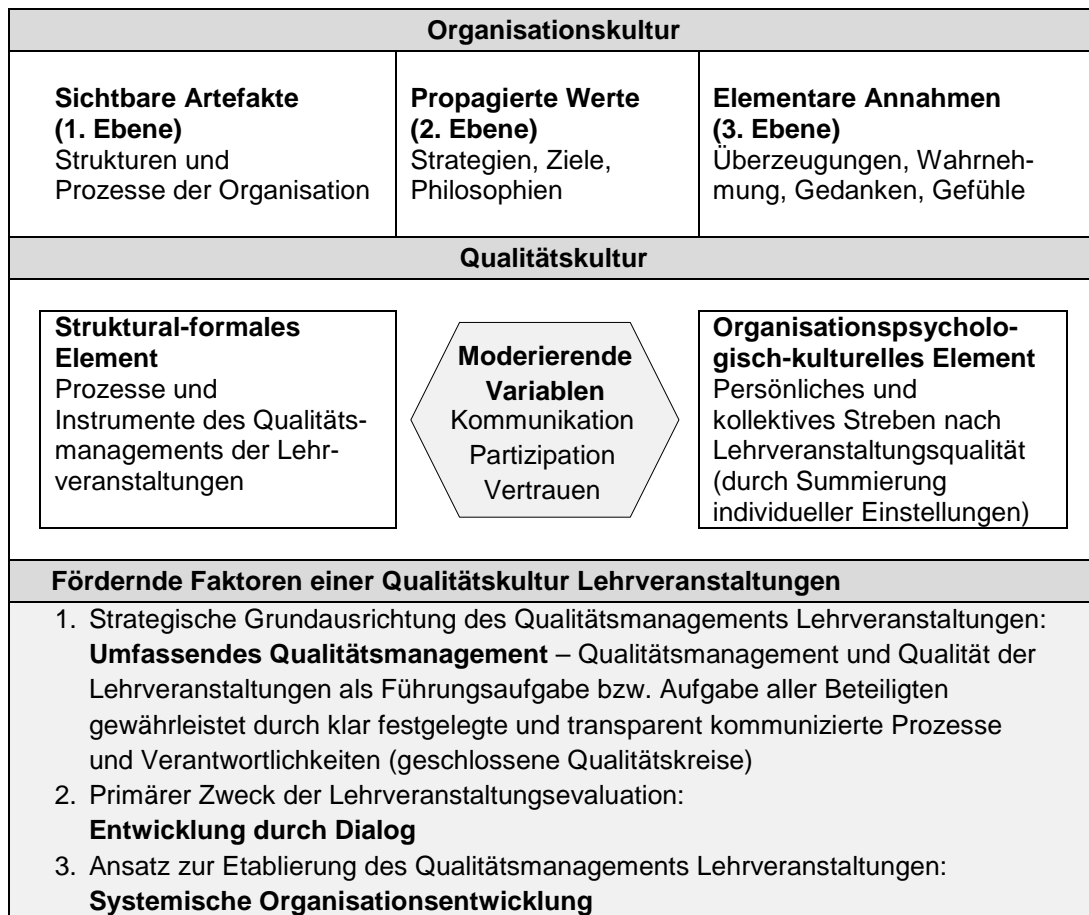 Organisationskultur
Sichtbare Artefakte
(1. Ebene)
Strukturen und
Prozesse der Organisation
Propagierte Werte
(2. Ebene)
Strategien, Ziele,
Philosophien
Elementare Annahmen
(3. Ebene)
Überzeugungen, Wahrneh-
mung, Gedanken, Gefühle
Qualitätskultur
Struktural-formales
Element
Prozesse und
Instrumente des Qualitäts-
managements der Lehr-
veranstaltungen
Moderierende
Variablen
Kommunikation
Partizipation
Vertrauen
Organisationspsycholo-
gisch-kulturelles Element
Persönliches und
kollektives Streben nach
Lehrveranstaltungsqualität
(durch Summierung
individueller Einstellungen)
Fördernde Faktoren einer Qualitätskultur Lehrveranstaltungen
1. Strategische Grundausrichtung des Qualitätsmanagements Lehrveranstaltungen:
Umfassendes Qualitätsmanagement – Qualitätsmanagement und Qualität der
Lehrveranstaltungen als Führungsaufgabe bzw. Aufgabe aller Beteiligten
gewährleistet durch klar festgelegte und transparent kommunizierte Prozesse
und Verantwortlichkeiten (geschlossene Qualitätskreise)
2. Primärer Zweck der Lehrveranstaltungsevaluation:
Entwicklung durch Dialog
3. Ansatz zur Etablierung des Qualitätsmanagements Lehrveranstaltungen:
Systemische Organisationsentwicklung